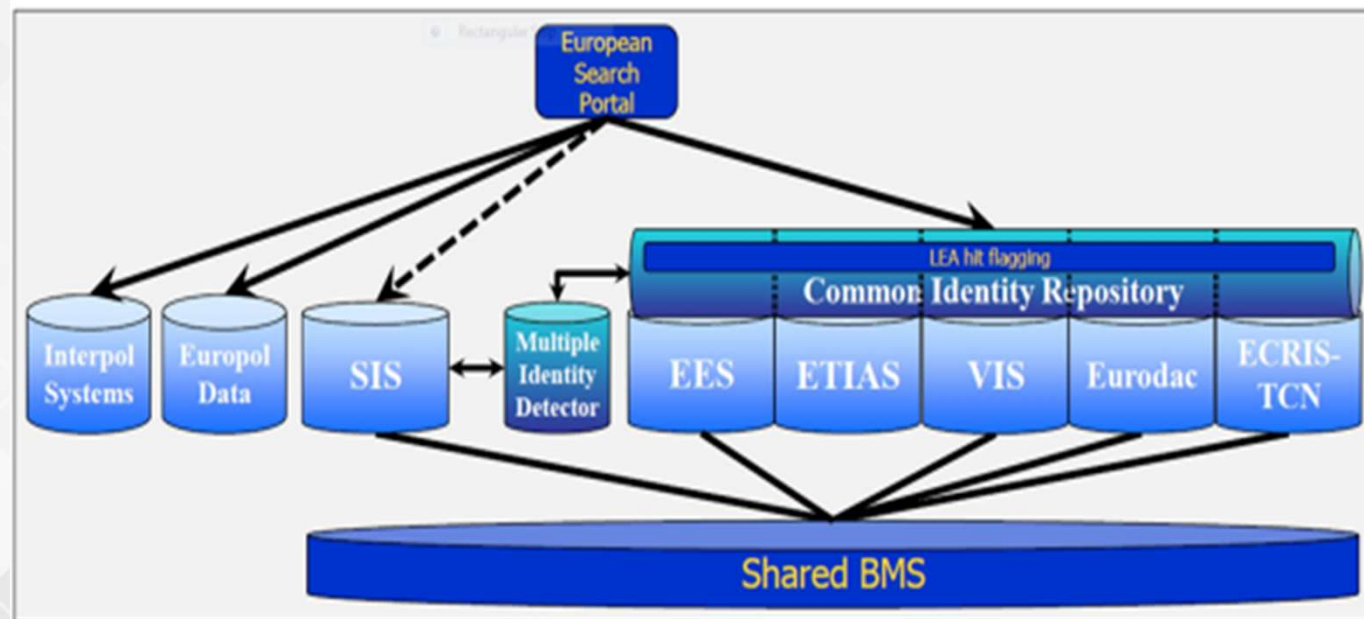 European
Search
Portal
LEA hit flagging
Common Identity Repository
Interpol
Systems
Europol
Data
SIS
Multiple
Identity
Detector
EES
ETIAS
VIS
Eurodac
ECRIS-
TCN
Shared BMS